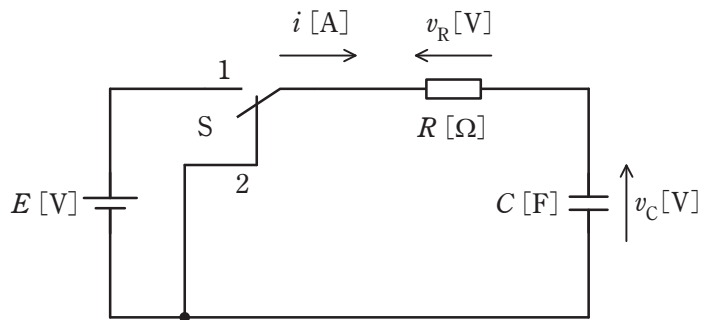 i [A]
v_R [V]
1
S
R [Ω]
2
E [V]
C [F]
v_C [V]